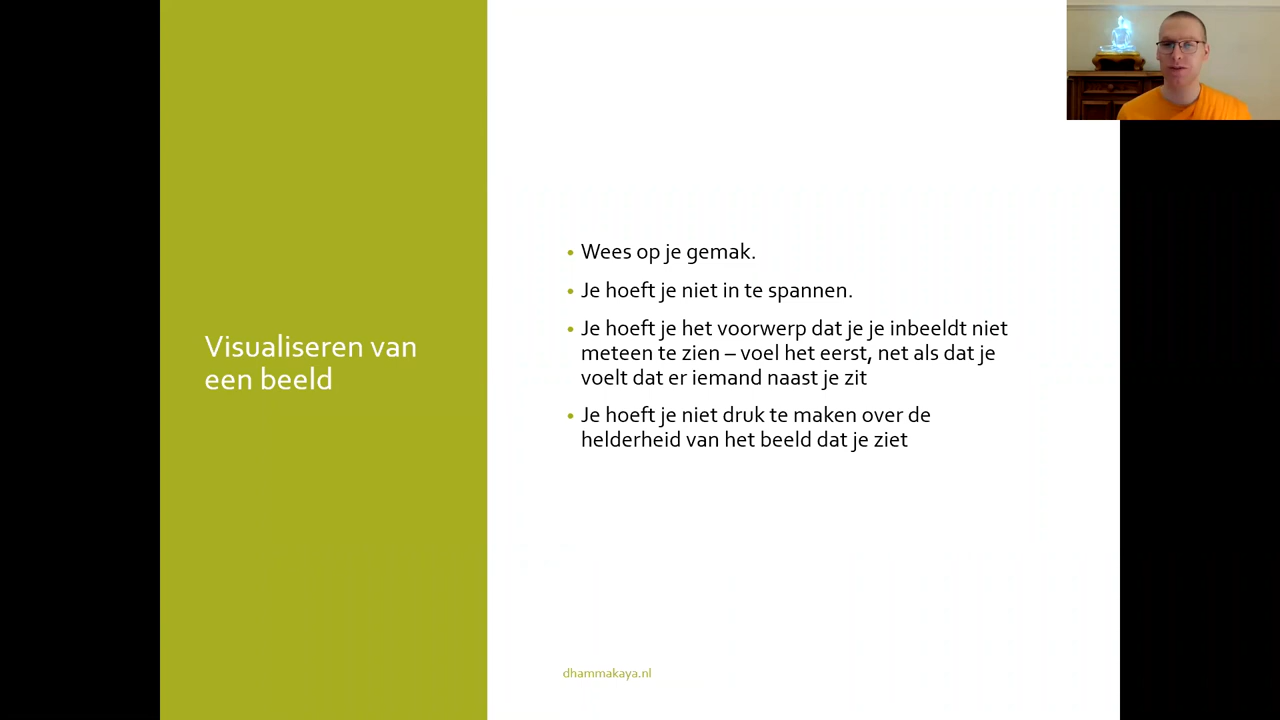 Visualiseren van
een beeld
• Wees op je gemak.
• Je hoeft je niet in te spannen.
• Je hoeft je het voorwerp dat je je inbeeldt niet
meteen te zien – voel het eerst, net als dat je
voelt dat er iemand naast je zit
• Je hoeft je niet druk te maken over de
helderheid van het beeld dat je ziet
dhammakaya.nl